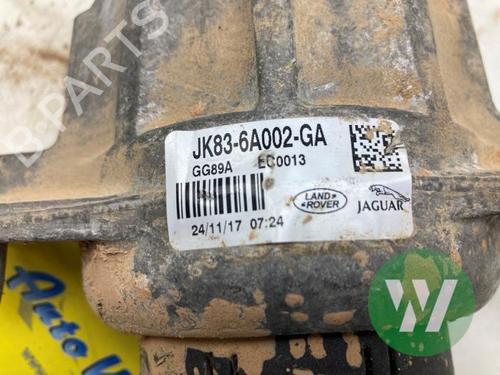 JK83-6A002-GA
GG89A EC0013
24/11/17 07:24
LAND ROVER
JAGUAR
Auto
W
B-PARTS